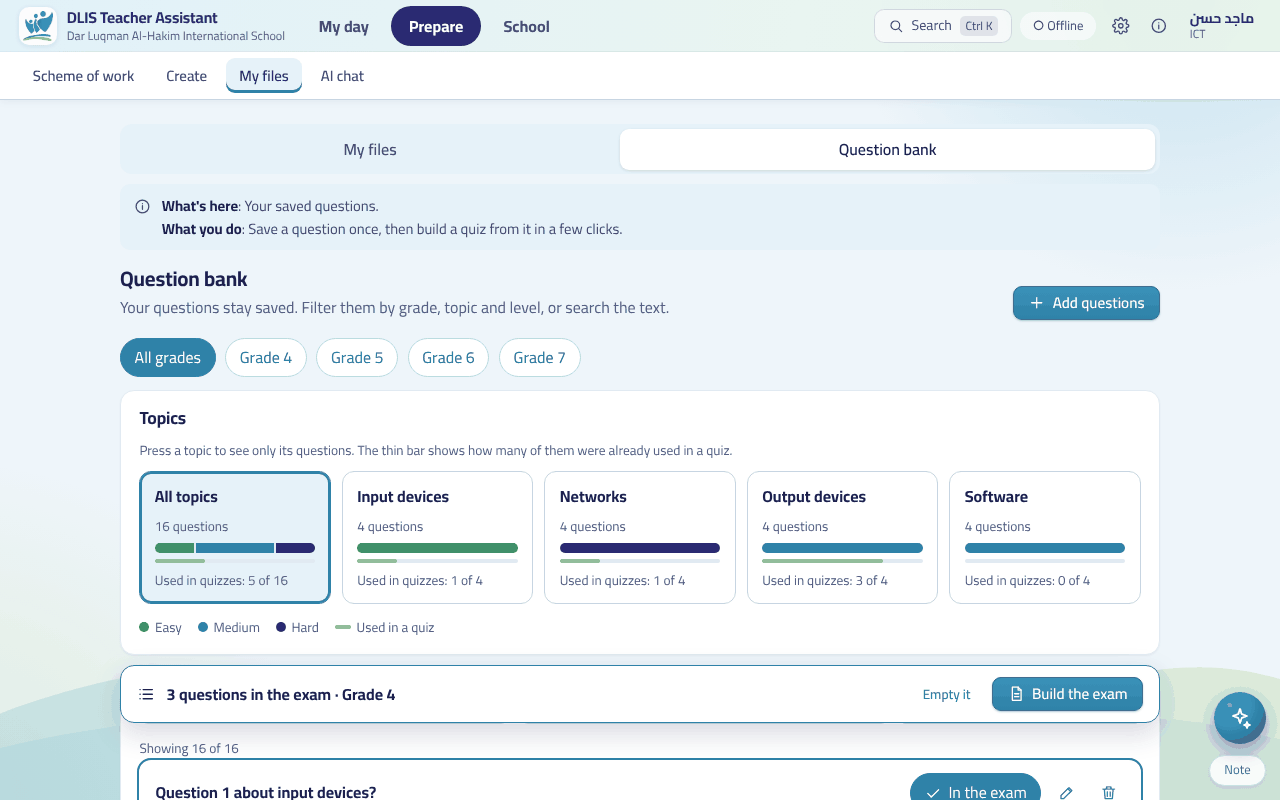 DLIS Teacher Assistant
Dar Luqman Al-Hakim International School
My day
Prepare
School
Search Ctrl K
Offline
ماجد حسن
ICT
Scheme of work
Create
My files
AI chat
My files
Question bank
What's here: Your saved questions.
What you do: Save a question once, then build a quiz from it in a few clicks.
Question bank
Your questions stay saved. Filter them by grade, topic and level, or search the text.
Add questions
All grades
Grade 4
Grade 5
Grade 6
Grade 7
Topics
Press a topic to see only its questions. The thin bar shows how many of them were already used in a quiz.
All topics
16 questions
Used in quizzes: 5 of 16
Input devices
4 questions
Used in quizzes: 1 of 4
Networks
4 questions
Used in quizzes: 1 of 4
Output devices
4 questions
Used in quizzes: 3 of 4
Software
4 questions
Used in quizzes: 0 of 4
Easy
Medium
Hard
Used in a quiz
3 questions in the exam · Grade 4
Empty it
Build the exam
Note
Showing 16 of 16
Question 1 about input devices?
In the exam